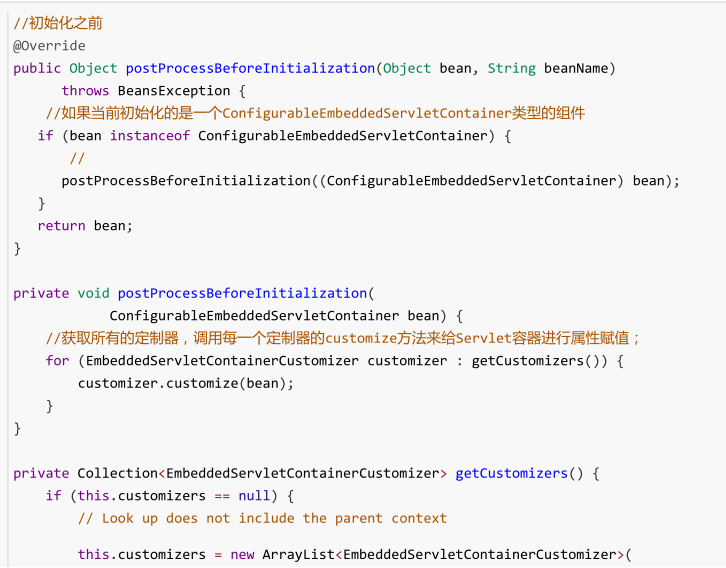 //初始化之前
@Override
public Object postProcessBeforeInitialization(Object bean, String beanName)
      throws BeansException {
    //如果当前初始化的是一个ConfigurableEmbeddedServletContainer类型的组件
   if (bean instanceof ConfigurableEmbeddedServletContainer) {
       //
      postProcessBeforeInitialization((ConfigurableEmbeddedServletContainer) bean);
   }
   return bean;
}
private void postProcessBeforeInitialization(
            ConfigurableEmbeddedServletContainer bean) {
    //获取所有的定制器，调用每一个定制器的customize方法来给Servlet容器进行属性赋值；
    for (EmbeddedServletContainerCustomizer customizer : getCustomizers()) {
        customizer.customize(bean);
    }
}
private Collection<EmbeddedServletContainerCustomizer> getCustomizers() {
    if (this.customizers == null) {
        // Look up does not include the parent context
        this.customizers = new ArrayList<EmbeddedServletContainerCustomizer>(